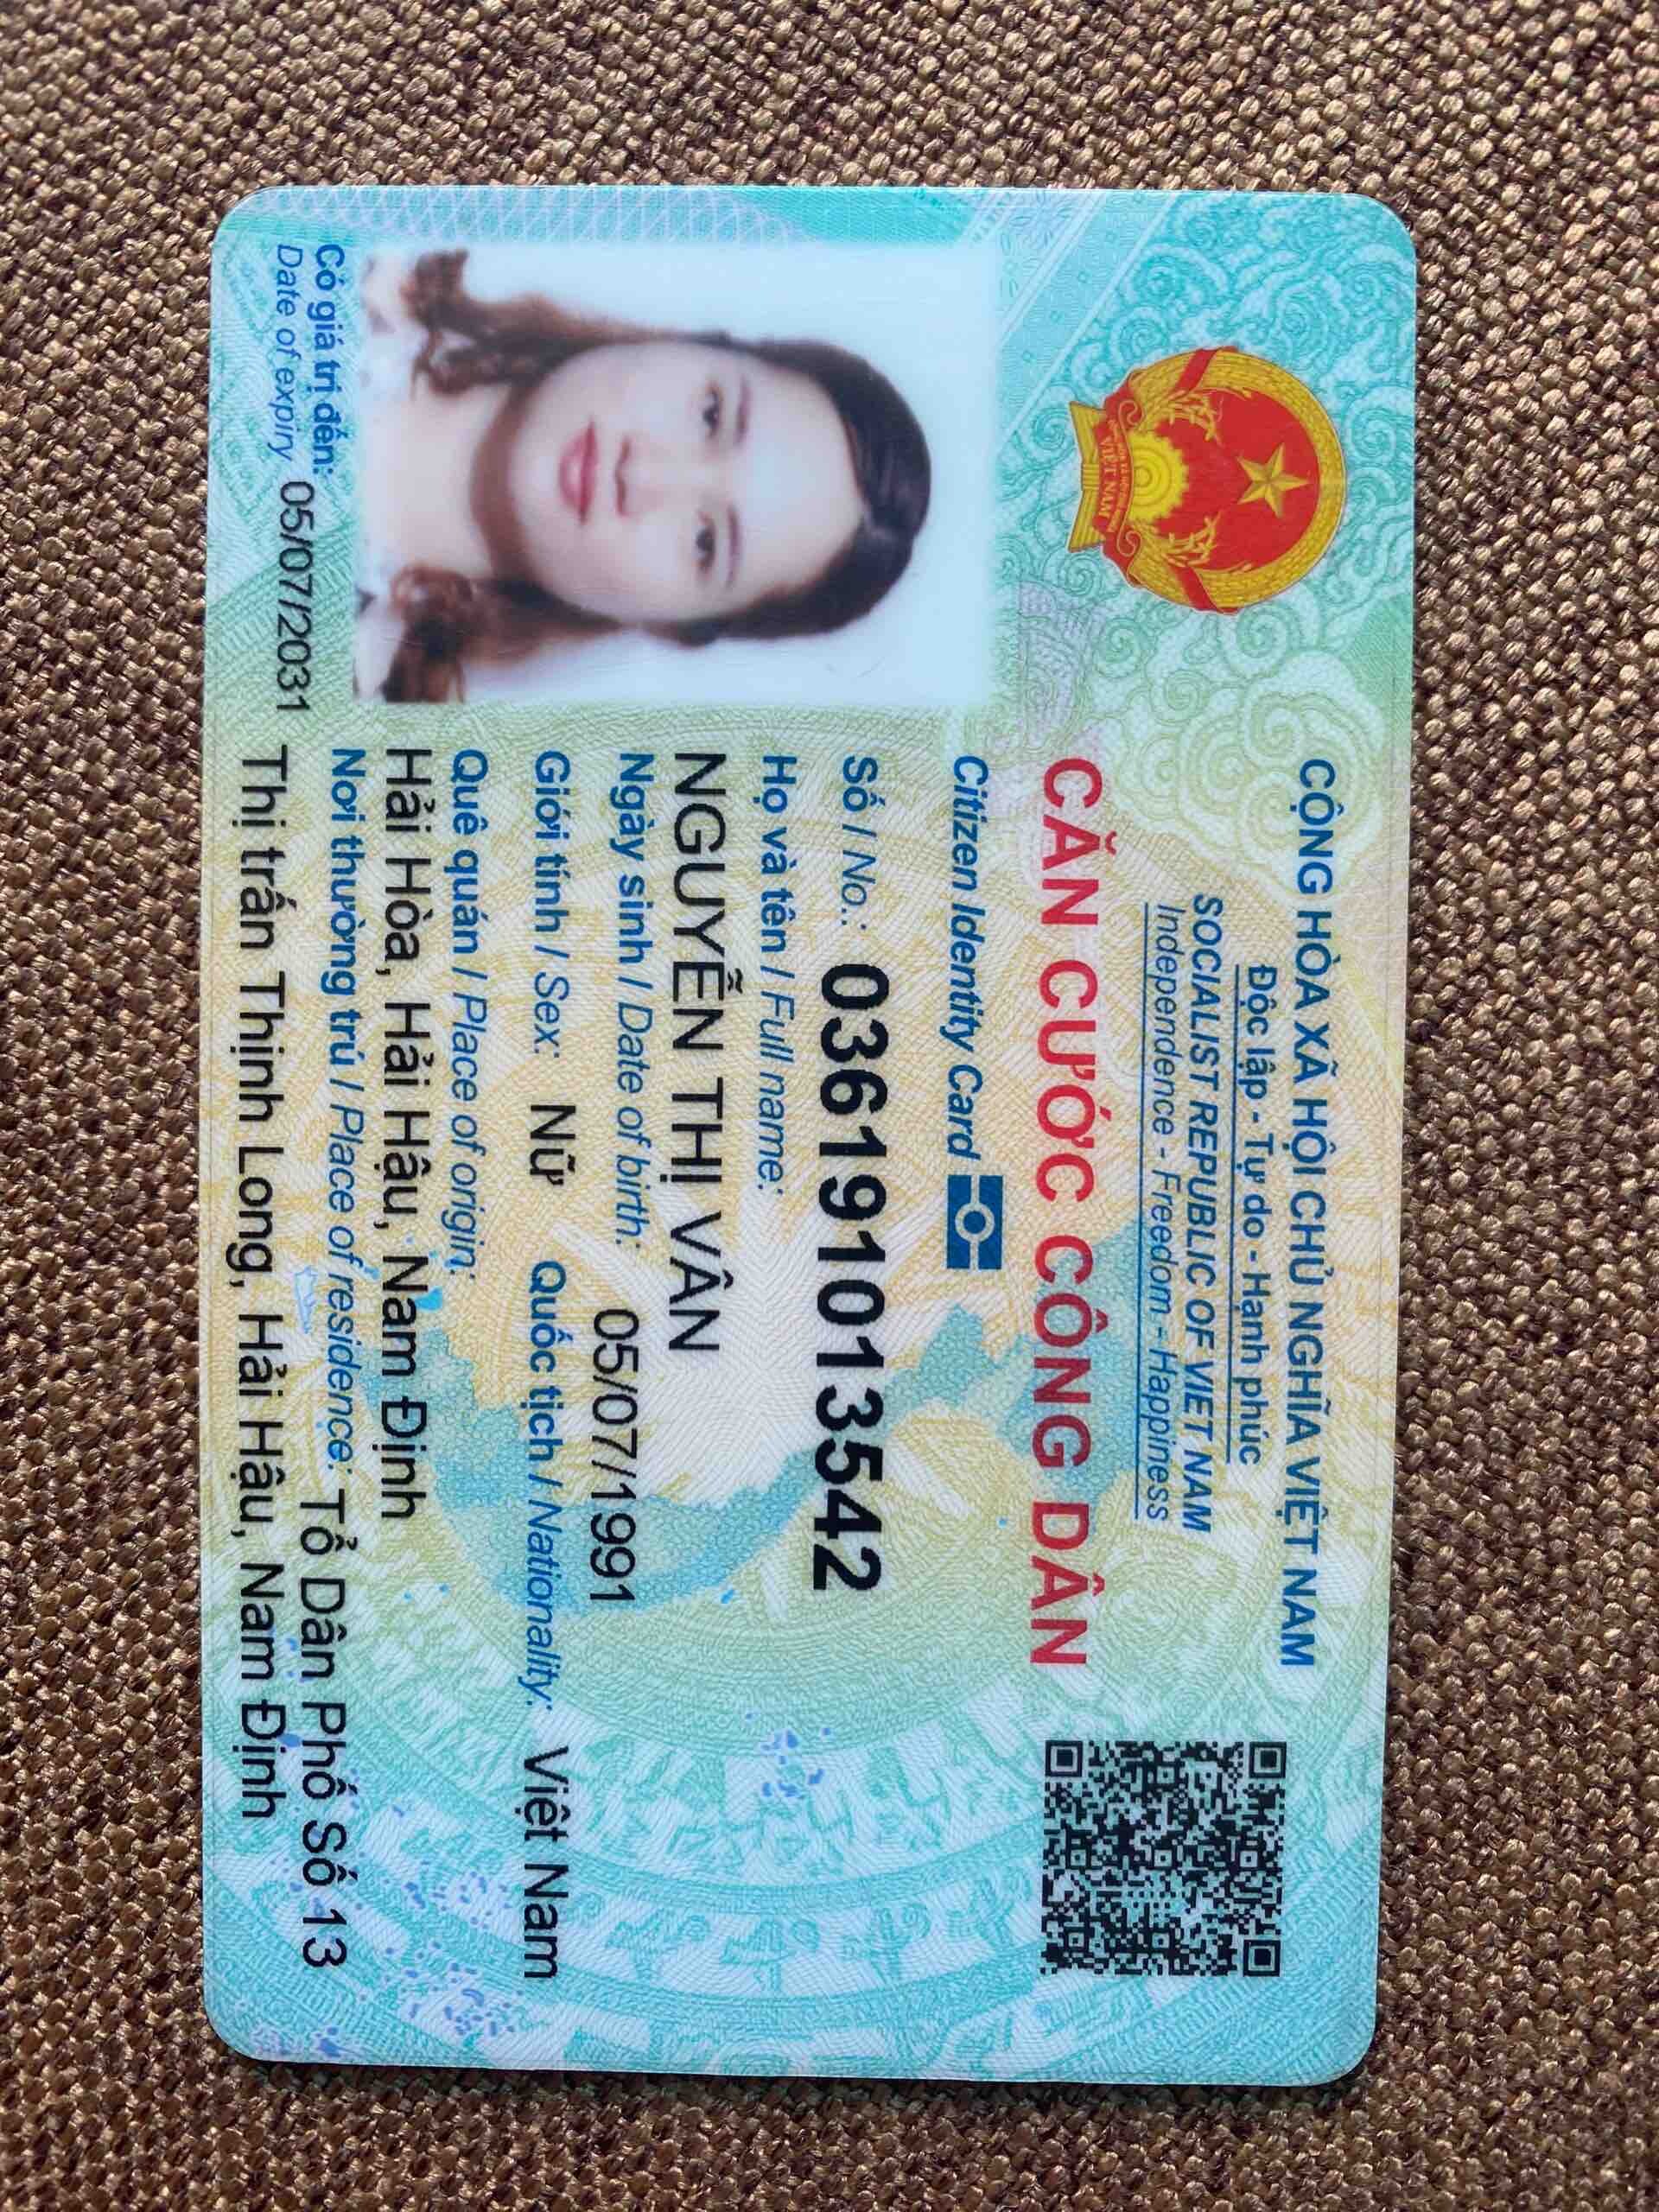 CỘNG HÒA XÃ HỘI CHỦ NGHĨA VIỆT NAM
Độc lập - Tự do - Hạnh phúc
SOCIALIST REPUBLIC OF VIET NAM
Independence - Freedom - Happiness
CĂN CƯỚC CÔNG DÂN
Citizen Identity Card
Số / No.: 036191013542
Họ và tên / Full name:
NGUYỄN THỊ VÂN
Ngày sinh / Date of birth: 05/07/1991
Giới tính / Sex: Nữ Quốc tịch / Nationality: Việt Nam
Quê quán / Place of origin:
Hải Hòa, Hải Hậu, Nam Định
Nơi thường trú / Place of residence: Tổ Dân Phố Số 13
Thị trấn Thịnh Long, Hải Hậu, Nam Định
Có giá trị đến: 05/07/2031
Date of expiry
VIỆT NAM